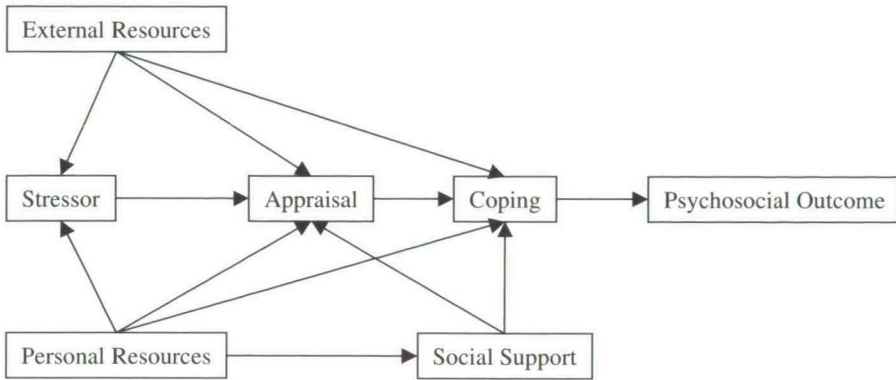 External Resources
Stressor
Appraisal
Coping
Psychosocial Outcome
Personal Resources
Social Support